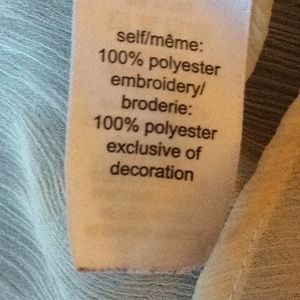 self/même:
100% polyester
embroidery/
broderie:
100% polyester
exclusive of
decoration